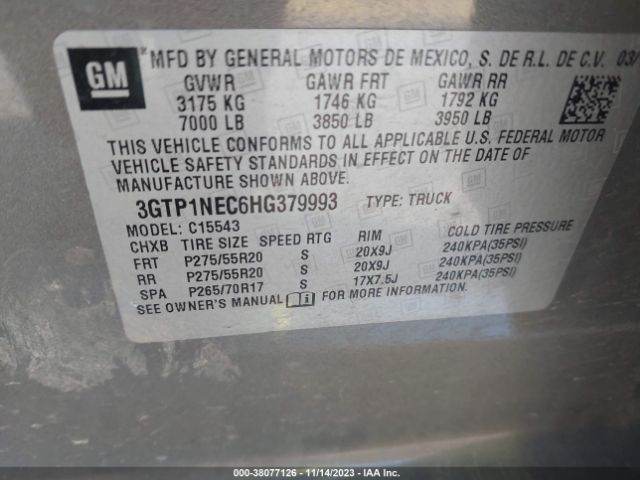 GM
*MFD BY GENERAL MOTORS DE MEXICO, S. DE R.L. DE C.V. 03/
GVWR GAWR FRT GAWR RR
3175 KG 1746 KG 1792 KG
7000 LB 3850 LB 3950 LB
THIS VEHICLE CONFORMS TO ALL APPLICABLE U.S. FEDERAL MOTOR
VEHICLE SAFETY STANDARDS IN EFFECT ON THE DATE OF
MANUFACTURE SHOWN ABOVE.
3GTP1NEC6HG379993 TYPE: TRUCK
MODEL: C15543
CHXB TIRE SIZE SPEED RTG RIM COLD TIRE PRESSURE
FRT P275/55R20 S 20X9J 240KPA(35PSI)
RR P275/55R20 S 20X9J 240KPA(35PSI)
SPA P265/70R17 S 17X7.5J 240KPA(35PSI)
SEE OWNER'S MANUAL FOR MORE INFORMATION.
000-38077126 - 11/14/2023 - IAA Inc.